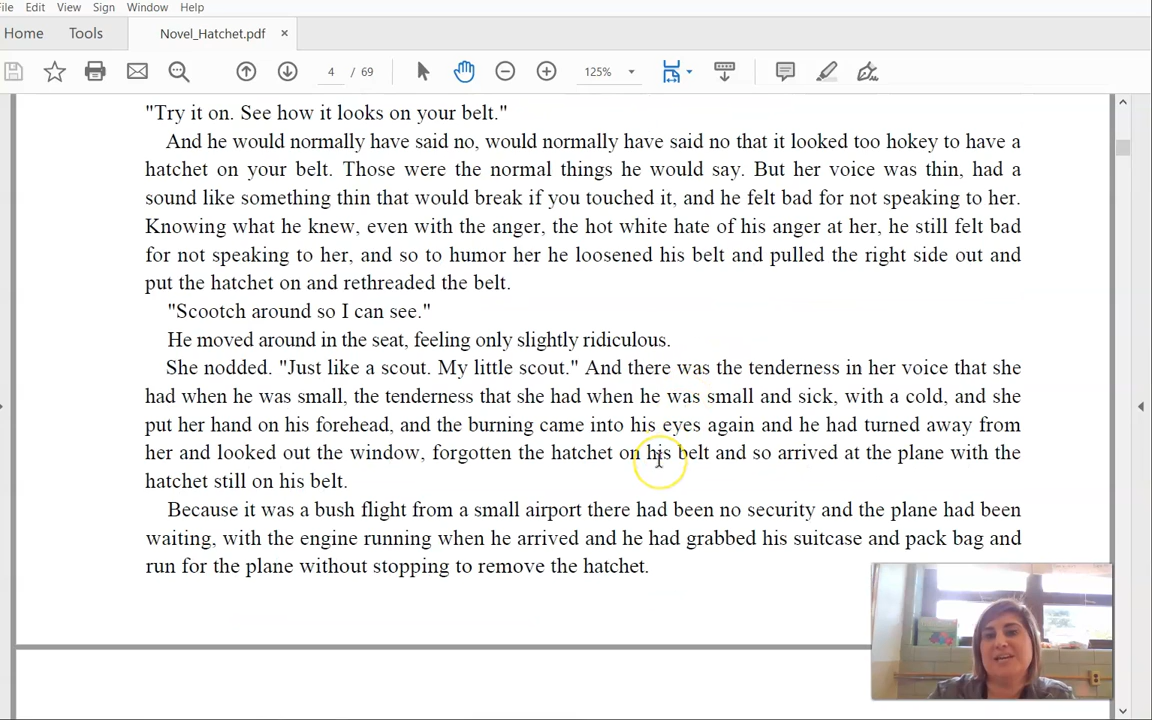 File Edit View Sign Window Help
Home Tools Novel_Hatchet.pdf ×
4 / 69 125%
"Try it on. See how it looks on your belt."
And he would normally have said no, would normally have said no that it looked too hokey to have a
hatchet on your belt. Those were the normal things he would say. But her voice was thin, had a
sound like something thin that would break if you touched it, and he felt bad for not speaking to her.
Knowing what he knew, even with the anger, the hot white hate of his anger at her, he still felt bad
for not speaking to her, and so to humor her he loosened his belt and pulled the right side out and
put the hatchet on and rethreaded the belt.
"Scootch around so I can see."
He moved around in the seat, feeling only slightly ridiculous.
She nodded. "Just like a scout. My little scout." And there was the tenderness in her voice that she
had when he was small, the tenderness that she had when he was small and sick, with a cold, and she
put her hand on his forehead, and the burning came into his eyes again and he had turned away from
her and looked out the window, forgotten the hatchet on his belt and so arrived at the plane with the
hatchet still on his belt.
Because it was a bush flight from a small airport there had been no security and the plane had been
waiting, with the engine running when he arrived and he had grabbed his suitcase and pack bag and
run for the plane without stopping to remove the hatchet.